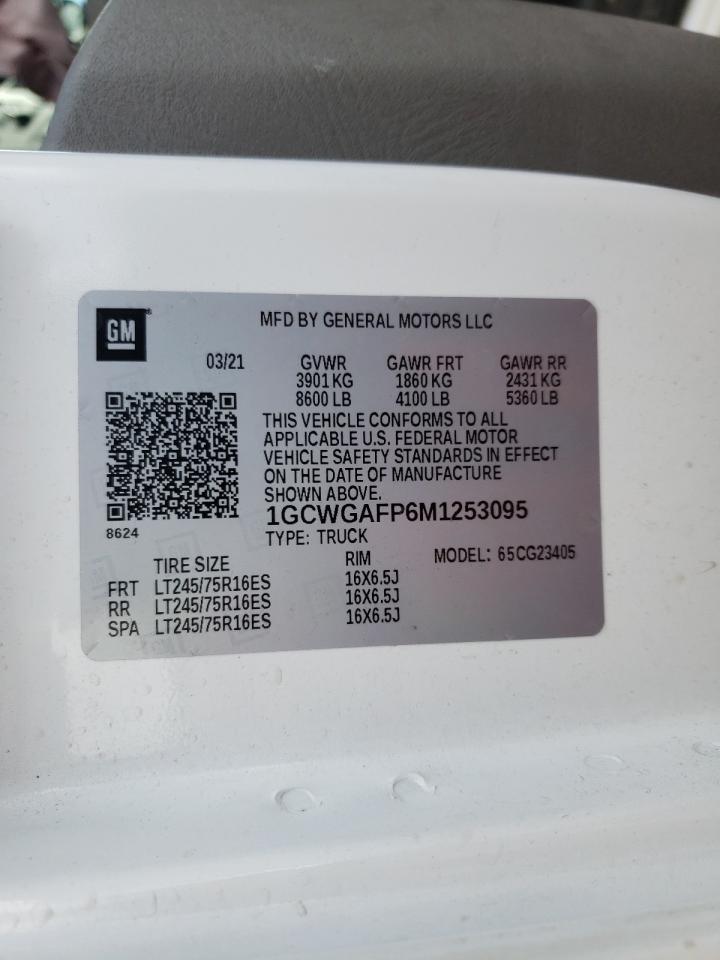 GM ®
MFD BY GENERAL MOTORS LLC
03/21 GVWR GAWR FRT GAWR RR
3901 KG 1860 KG 2431 KG
8600 LB 4100 LB 5360 LB
THIS VEHICLE CONFORMS TO ALL
APPLICABLE U.S. FEDERAL MOTOR
VEHICLE SAFETY STANDARDS IN EFFECT
ON THE DATE OF MANUFACTURE
SHOWN ABOVE.
1GCWGAFP6M1253095
8624
TYPE: TRUCK
MODEL: 65CG23405
TIRE SIZE RIM
FRT LT245/75R16ES 16X6.5J
RR LT245/75R16ES 16X6.5J
SPA LT245/75R16ES 16X6.5J